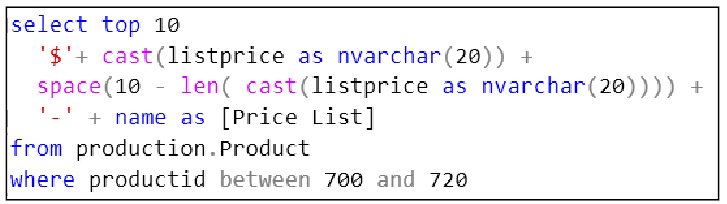 select top 10
'$'+ cast(listprice as nvarchar(20)) +
space(10 - len( cast(listprice as nvarchar(20)))) +
'-' + name as [Price List]
from production.Product
where productid between 700 and 720